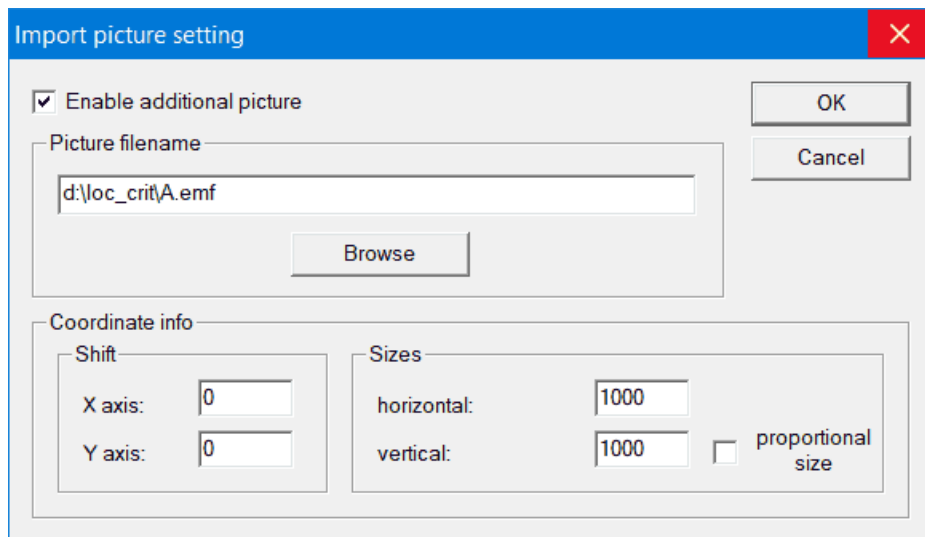 Import picture setting
Enable additional picture
OK
Picture filename
Cancel
d:\loc_crit\A.emf
Browse
Coordinate info
Shift
X axis: 0
Y axis: 0
Sizes
horizontal: 1000
vertical: 1000
proportional
size